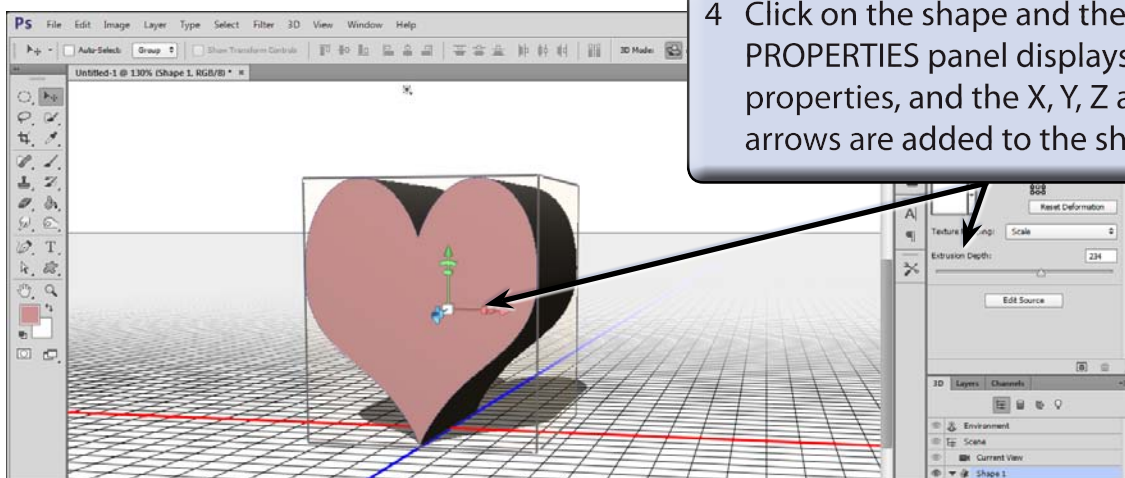 Ps File Edit Image Layer Type Select Filter 3D View Window Help
4 Click on the shape and the
PROPERTIES panel displays
properties, and the X, Y, Z a
arrows are added to the sh
Auto-Select: Group Show Transform Controls 3D Mode:
Untitled-1 @ 130% (Shape 1, RGB/8) * ×
Reset Deformation
Scale
Extrusion Depth: 234
Edit Source
3D Layers Channels
Environment
Scene
Current View
Shape 1